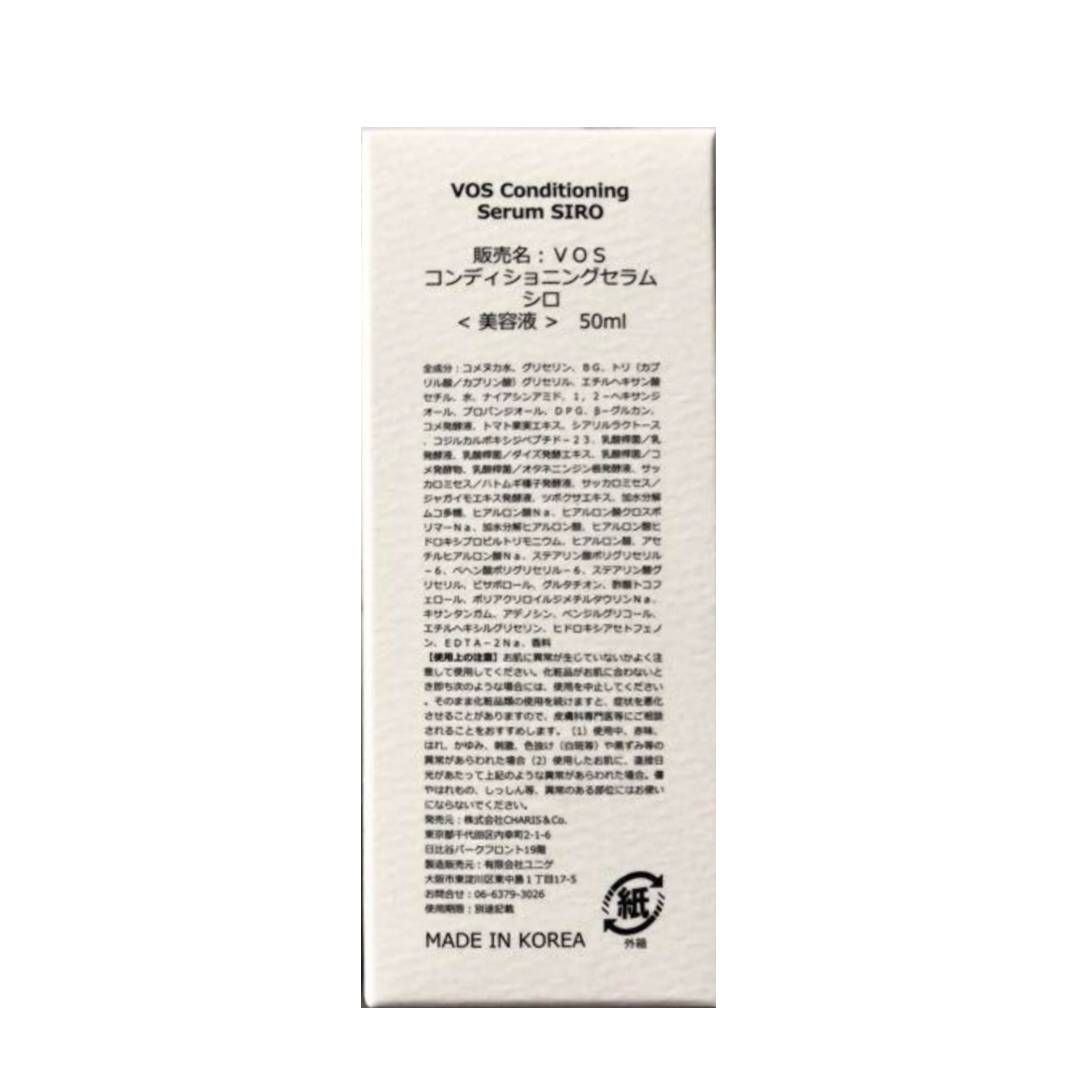 VOS Conditioning
Serum SIRO
販売名：ＶＯＳ
コンディショニングセラム
シロ
＜美容液＞　50ml
全成分：コメヌカ水、グリセリン、ＢＧ、トリ（カプ
リル酸／カプリン酸）グリセリル、エチルヘキサン酸
セチル、水、ナイアシンアミド、１，２－ヘキサンジ
オール、プロパンジオール、ＤＰＧ、β－グルカン、
コメ発酵液、トマト果実エキス、シアリルラクトース
、コジルカルボキシジペプチド－２３、乳酸桿菌／乳
発酵液、乳酸桿菌／ダイズ発酵エキス、乳酸桿菌／コ
メ発酵物、乳酸桿菌／オタネニンジン根発酵液、サッ
カロミセス／ハトムギ種子発酵液、サッカロミセス／
ジャガイモエキス発酵液、ツボクサエキス、加水分解
ムコ多糖、ヒアルロン酸Ｎａ、ヒアルロン酸クロスポ
リマーＮａ、加水分解ヒアルロン酸、ヒアルロン酸ヒ
ドロキシプロピルトリモニウム、ヒアルロン酸、アセ
チルヒアルロン酸Ｎａ、ステアリン酸ポリグリセリル
－６、ベヘン酸ポリグリセリル－６、ステアリン酸グ
リセリル、ビサボロール、グルタチオン、酢酸トコフ
ェロール、ポリアクリロイルジメチルタウリンＮａ、
キサンタンガム、アデノシン、ベンジルグリコール、
エチルヘキシルグリセリン、ヒドロキシアセトフェノ
ン、ＥＤＴＡ－２Ｎａ、香料
【使用上の注意】お肌に異常が生じていないかよく注
意して使用してください。化粧品がお肌に合わないと
き即ち次のような場合には、使用を中止してください
。そのまま化粧品類の使用を続けますと、症状を悪化
させることがありますので、皮膚科専門医等にご相談
されることをおすすめします。（1）使用中、赤味、
はれ、かゆみ、刺激、色抜け（白斑等）や黒ずみ等の
異常があらわれた場合（2）使用したお肌に、直接日
光があたって上記のような異常があらわれた場合。傷
やはれもの、しっしん等、異常のある部位にはお使い
にならないでください。
発売元：株式会社CHARIS＆Co.
東京都千代田区内幸町2-1-6
日比谷パークフロント19階
製造販売元：有限会社ユニゲ
大阪市東淀川区東中島１丁目17-5
お問合せ：06-6379-3026
使用期限：別途記載
MADE IN KOREA
紙
外箱